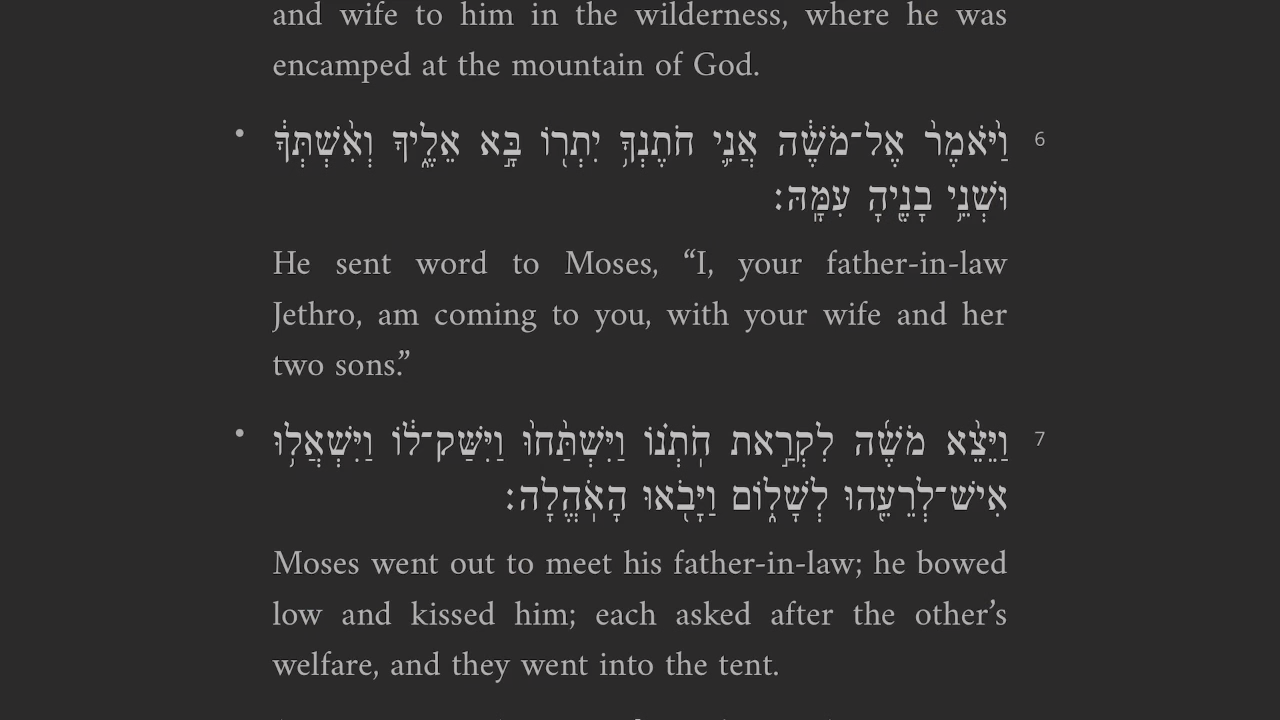 and wife to him in the wilderness, where he was
encamped at the mountain of God.
6
וַיֹּ֙אמֶר֙ אֶל־מֹשֶׁ֔ה אֲנִ֛י חֹתֶנְךָ֥ יִתְר֖וֹ בָּ֣א אֵלֶ֑יךָ וְאִ֨שְׁתְּךָ֔
וּשְׁנֵ֥י בָנֶ֖יהָ עִמָּֽהּ׃
He sent word to Moses, “I, your father-in-law
Jethro, am coming to you, with your wife and her
two sons.”
7
וַיֵּצֵ֨א מֹשֶׁ֜ה לִקְרַ֣את חֹֽתְנ֗וֹ וַיִּשְׁתַּ֙חוּ֙ וַיִּשַּׁק־ל֔וֹ וַיִּשְׁאֲל֥וּ
אִישׁ־לְרֵעֵ֖הוּ לְשָׁל֑וֹם וַיָּבֹ֖אוּ הָאֹֽהֱלָה׃
Moses went out to meet his father-in-law; he bowed
low and kissed him; each asked after the other’s
welfare, and they went into the tent.